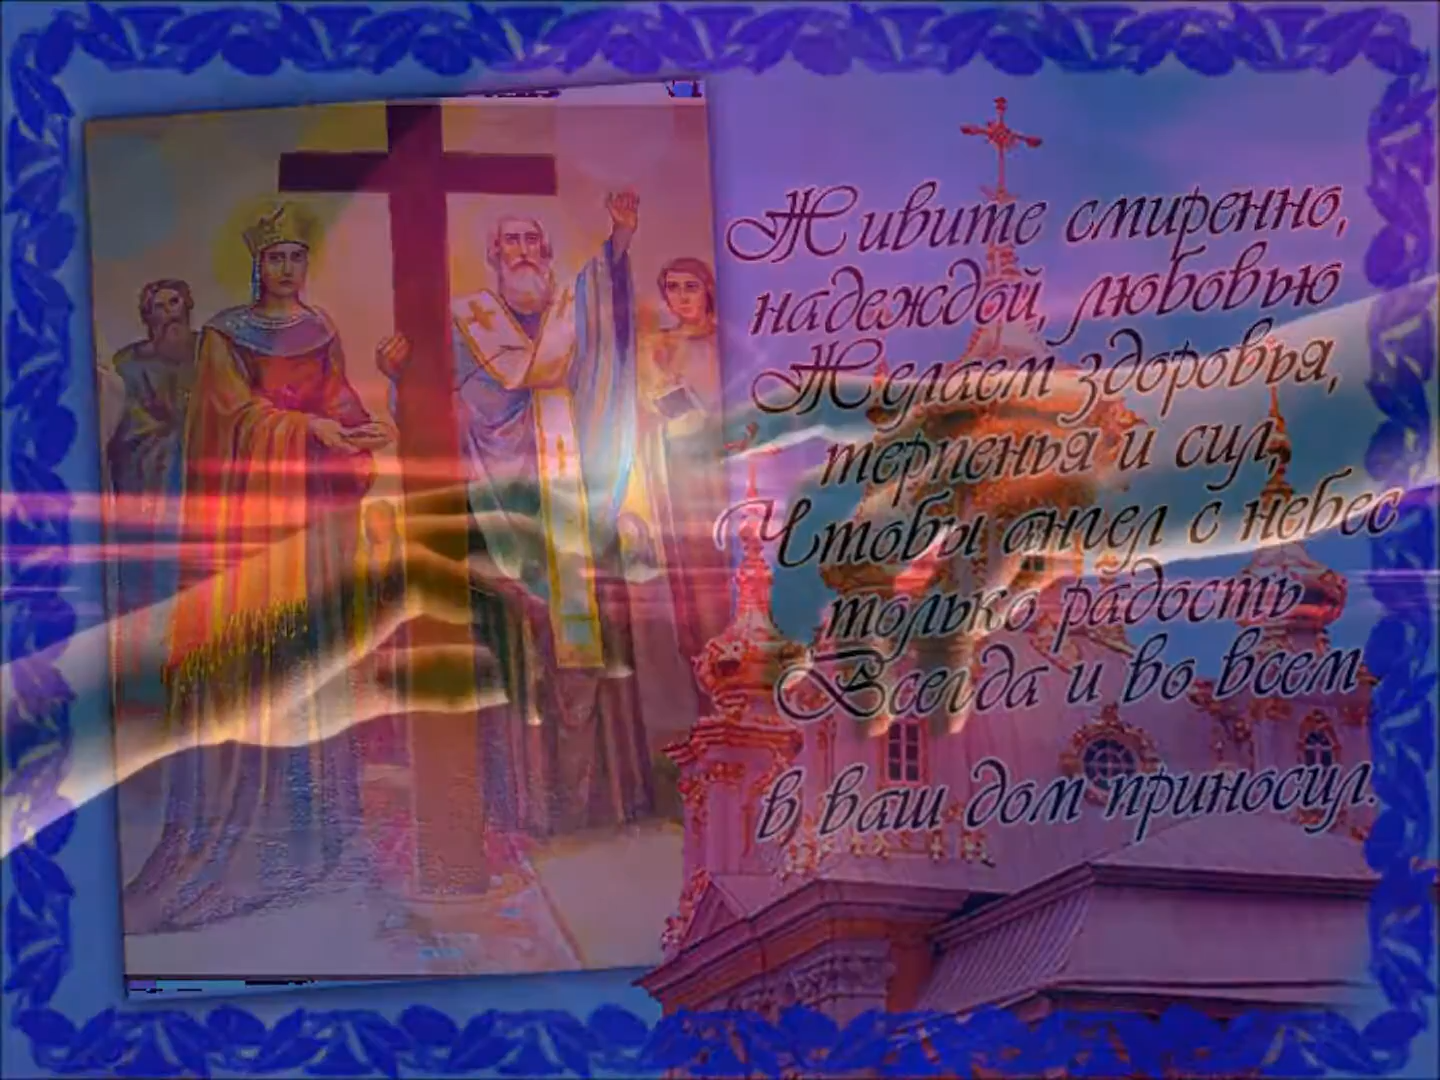 Живите смиренно,
надеждой, любовью
Желаем здоровья,
терпенья и сил,
Чтобы ангел с небес
только радость
Всегда и во всем
в ваш дом приносил.